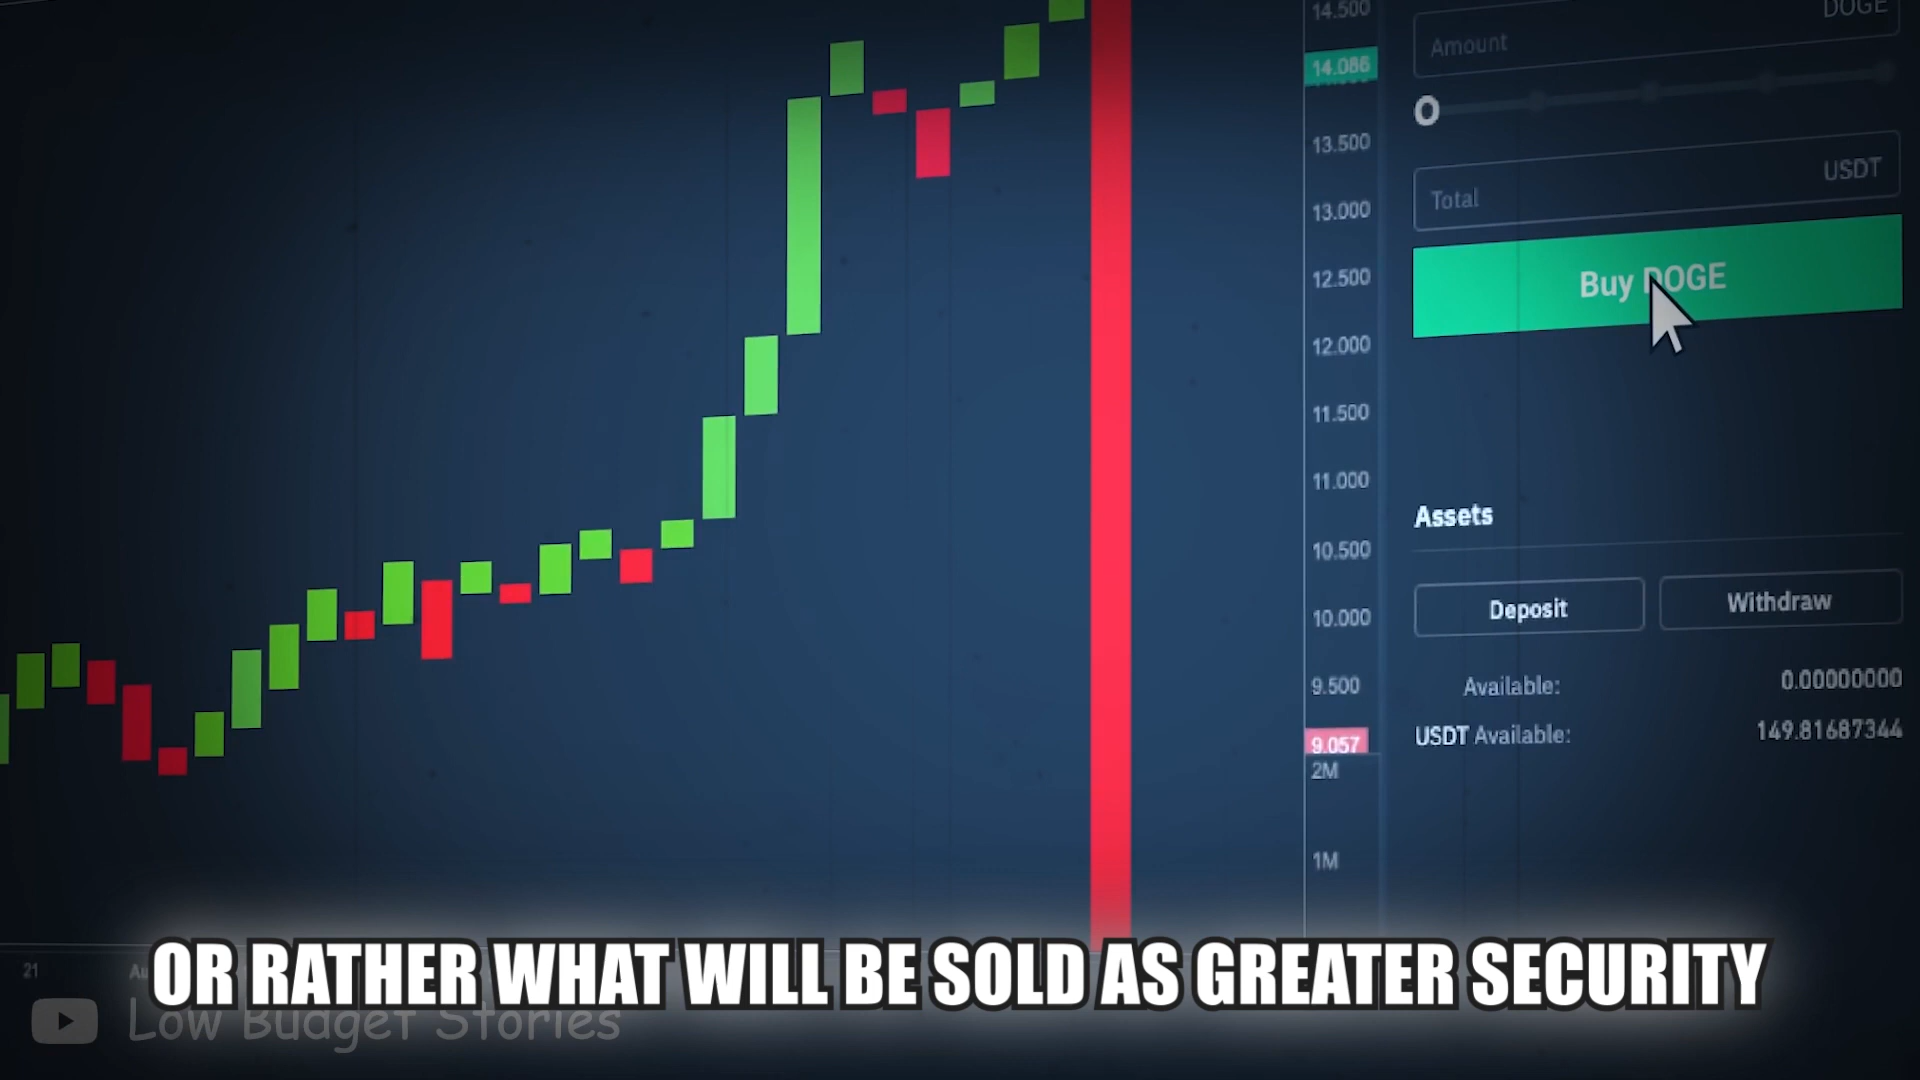 14.500
14.086
13.500
13.000
12.500
12.000
11.500
11.000
10.500
10.000
9.500
9.057
2M
1M
DOGE
Amount
USDT
Total
Buy DOGE
Assets
Deposit
Withdraw
Available:
0.00000000
USDT Available:
149.81687344
21
OR RATHER WHAT WILL BE SOLD AS GREATER SECURITY
Low Budget Stories